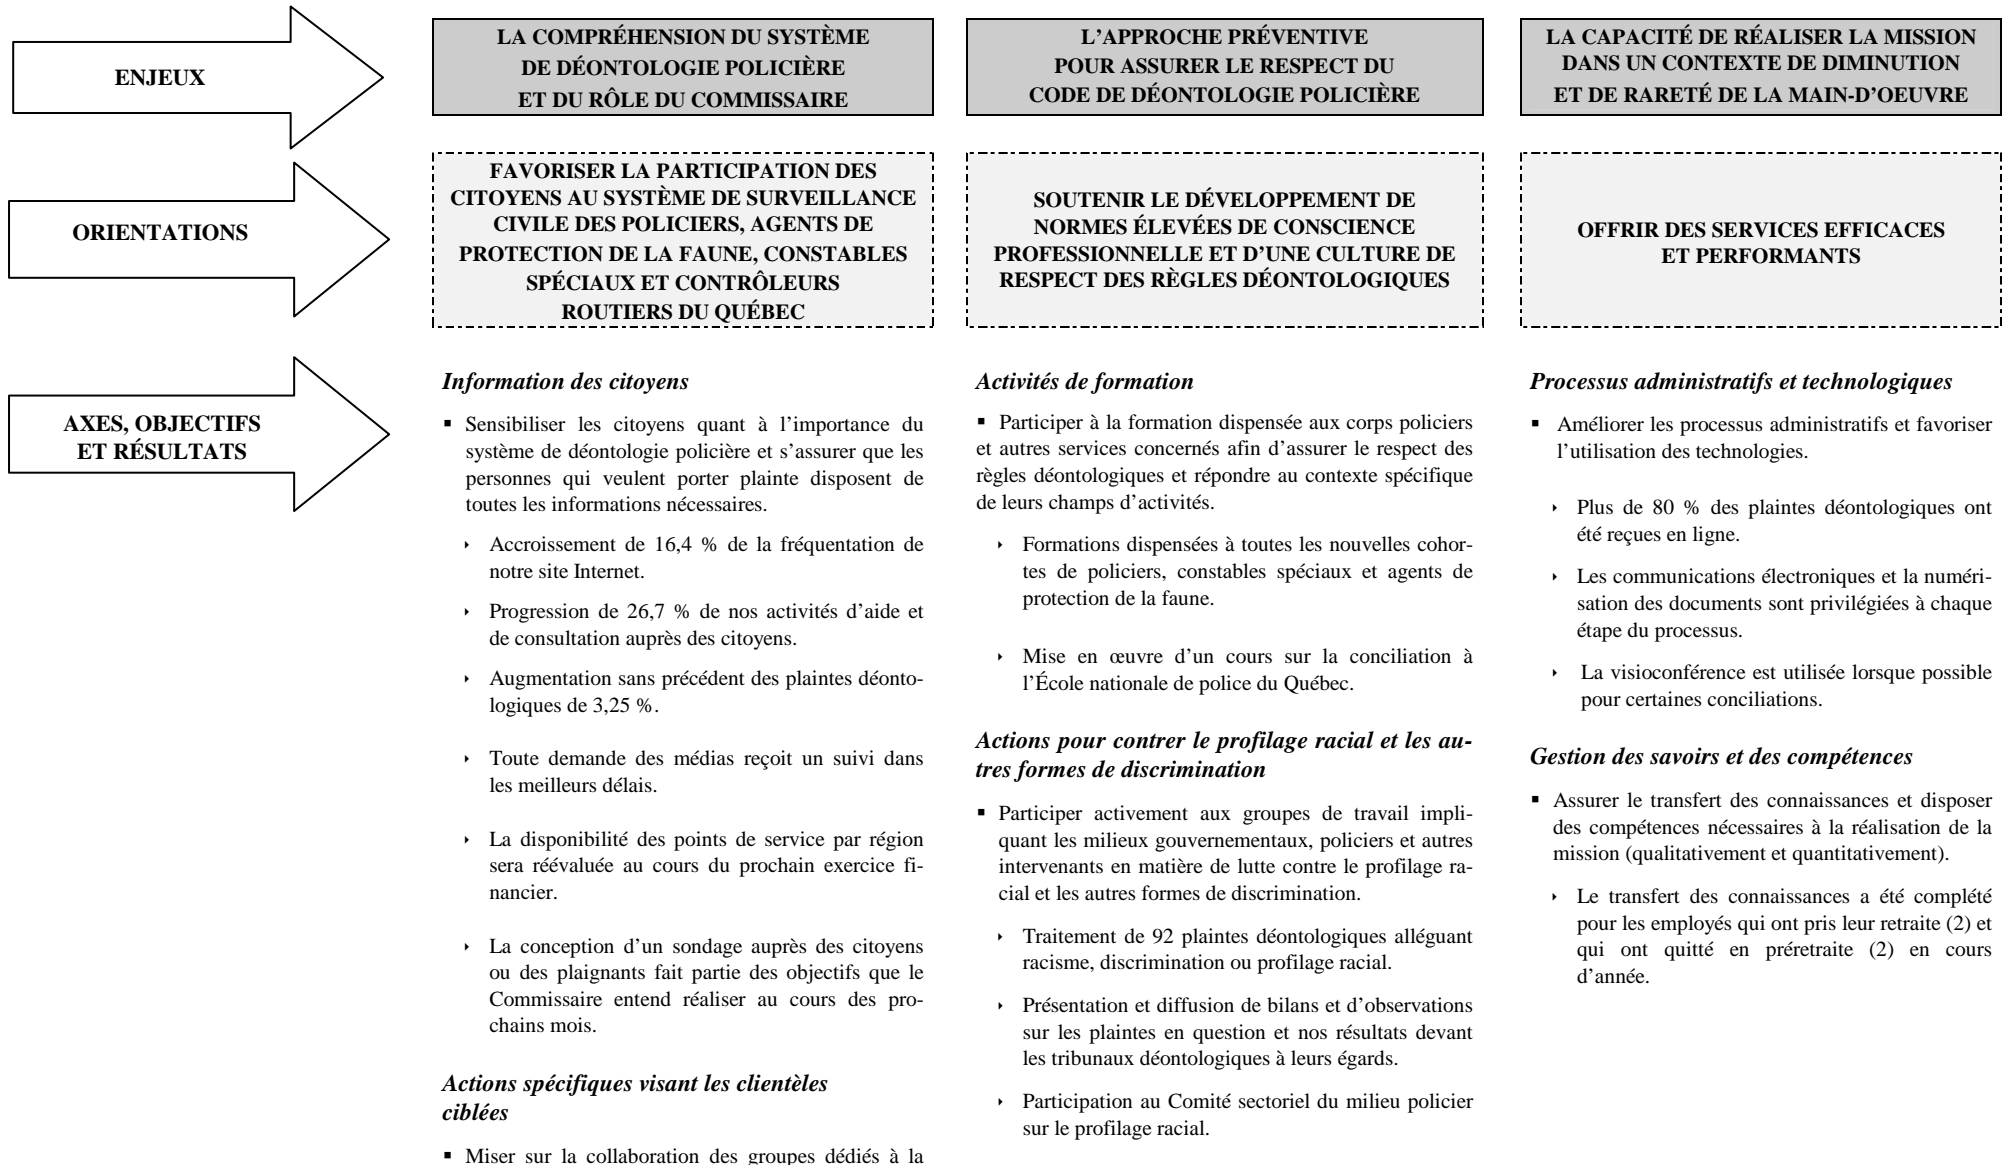 ENJEUX
LA COMPRÉHENSION DU SYSTÈME
DE DÉONTOLOGIE POLICIÈRE
ET DU RÔLE DU COMMISSAIRE
L’APPROCHE PRÉVENTIVE
POUR ASSURER LE RESPECT DU
CODE DE DÉONTOLOGIE POLICIÈRE
LA CAPACITÉ DE RÉALISER LA MISSION
DANS UN CONTEXTE DE DIMINUTION
ET DE RARETÉ DE LA MAIN-D’OEUVRE
ORIENTATIONS
FAVORISER LA PARTICIPATION DES
CITOYENS AU SYSTÈME DE SURVEILLANCE
CIVILE DES POLICIERS, AGENTS DE
PROTECTION DE LA FAUNE, CONSTABLES
SPÉCIAUX ET CONTRÔLEURS
ROUTIERS DU QUÉBEC
SOUTENIR LE DÉVELOPPEMENT DE
NORMES ÉLEVÉES DE CONSCIENCE
PROFESSIONNELLE ET D’UNE CULTURE DE
RESPECT DES RÈGLES DÉONTOLOGIQUES
OFFRIR DES SERVICES EFFICACES
ET PERFORMANTS
AXES, OBJECTIFS
ET RÉSULTATS
Information des citoyens
▪ Sensibiliser les citoyens quant à l’importance du
système de déontologie policière et s’assurer que les
personnes qui veulent porter plainte disposent de
toutes les informations nécessaires.
‣ Accroissement de 16,4 % de la fréquentation de
notre site Internet.
‣ Progression de 26,7 % de nos activités d’aide et
de consultation auprès des citoyens.
‣ Augmentation sans précédent des plaintes déonto-
logiques de 3,25 %.
‣ Toute demande des médias reçoit un suivi dans
les meilleurs délais.
‣ La disponibilité des points de service par région
sera réévaluée au cours du prochain exercice fi-
nancier.
‣ La conception d’un sondage auprès des citoyens
ou des plaignants fait partie des objectifs que le
Commissaire entend réaliser au cours des pro-
chains mois.
Actions spécifiques visant les clientèles
ciblées
▪ Miser sur la collaboration des groupes dédiés à la
Activités de formation
▪ Participer à la formation dispensée aux corps policiers
et autres services concernés afin d’assurer le respect des
règles déontologiques et répondre au contexte spécifique
de leurs champs d’activités.
‣ Formations dispensées à toutes les nouvelles cohor-
tes de policiers, constables spéciaux et agents de
protection de la faune.
‣ Mise en œuvre d’un cours sur la conciliation à
l’École nationale de police du Québec.
Actions pour contrer le profilage racial et les au-
tres formes de discrimination
▪ Participer activement aux groupes de travail impli-
quant les milieux gouvernementaux, policiers et autres
intervenants en matière de lutte contre le profilage ra-
cial et les autres formes de discrimination.
‣ Traitement de 92 plaintes déontologiques alléguant
racisme, discrimination ou profilage racial.
‣ Présentation et diffusion de bilans et d’observations
sur les plaintes en question et nos résultats devant
les tribunaux déontologiques à leurs égards.
‣ Participation au Comité sectoriel du milieu policier
sur le profilage racial.
Processus administratifs et technologiques
▪ Améliorer les processus administratifs et favoriser
l’utilisation des technologies.
‣ Plus de 80 % des plaintes déontologiques ont
été reçues en ligne.
‣ Les communications électroniques et la numéri-
sation des documents sont privilégiées à chaque
étape du processus.
‣ La visioconférence est utilisée lorsque possible
pour certaines conciliations.
Gestion des savoirs et des compétences
▪ Assurer le transfert des connaissances et disposer
des compétences nécessaires à la réalisation de la
mission (qualitativement et quantitativement).
‣ Le transfert des connaissances a été complété
pour les employés qui ont pris leur retraite (2) et
qui ont quitté en préretraite (2) en cours
d’année.